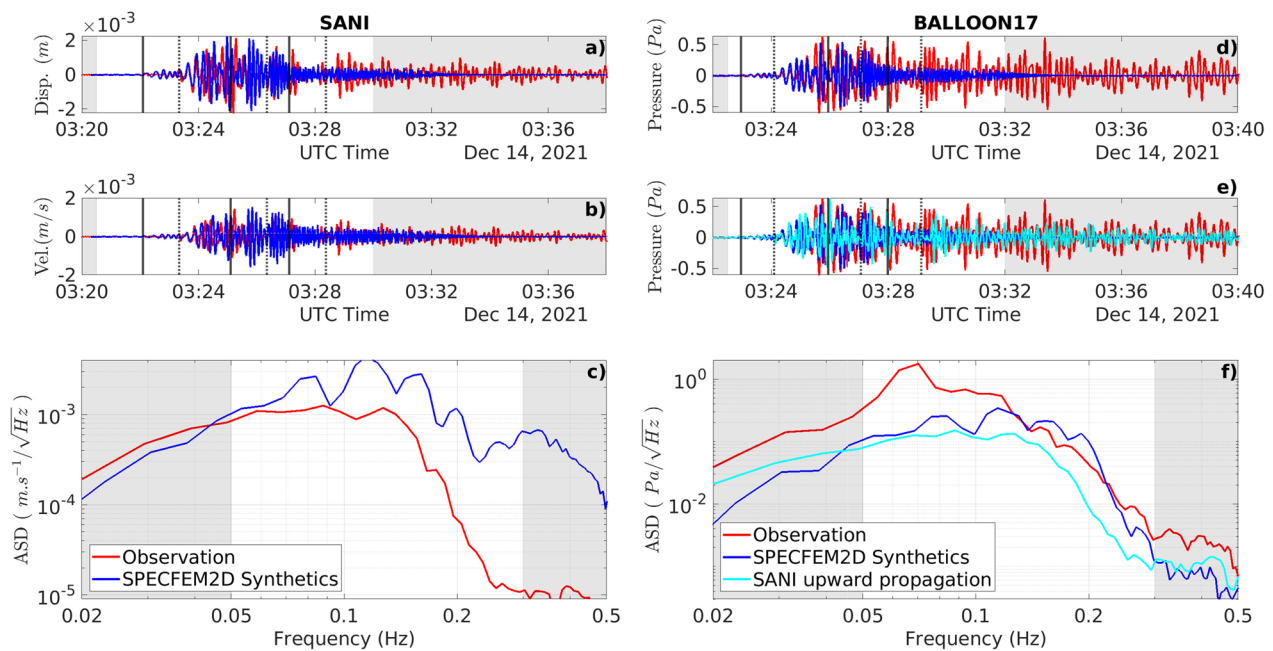 SANI
×10⁻³
2
0
-2
Disp. (m)
a)
03:20 03:24 03:28 03:32 03:36
UTC Time Dec 14, 2021
×10⁻³
2
0
-2
Vel.(m/s)
b)
03:20 03:24 03:28 03:32 03:36
UTC Time Dec 14, 2021
c)
10⁻³
10⁻⁴
10⁻⁵
ASD ( m.s⁻¹/√Hz)
Observation
SPECFEM2D Synthetics
0.02 0.05 0.1 0.2 0.5
Frequency (Hz)
BALLOON17
0.5
0
-0.5
Pressure (Pa)
d)
03:24 03:28 03:32 03:36 03:40
UTC Time Dec 14, 2021
0.5
0
-0.5
Pressure (Pa)
e)
03:24 03:28 03:32 03:36 03:40
UTC Time Dec 14, 2021
f)
10⁰
10⁻²
ASD ( Pa/√Hz)
Observation
SPECFEM2D Synthetics
SANI upward propagation
0.02 0.05 0.1 0.2 0.5
Frequency (Hz)